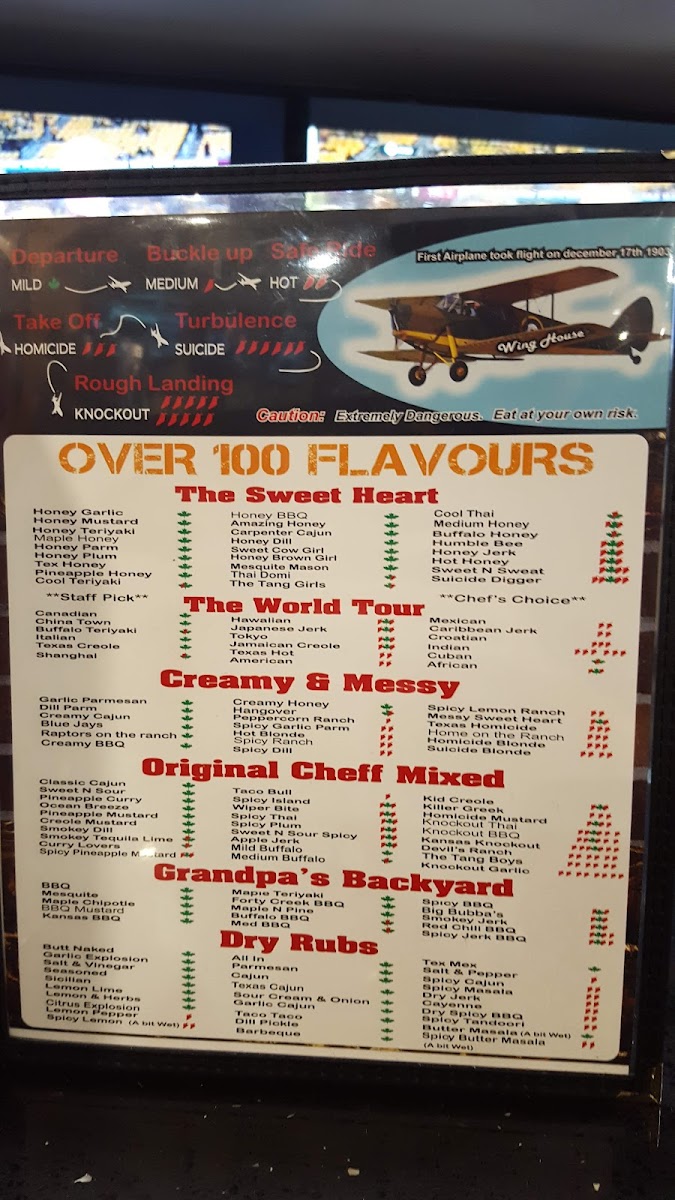 Departure Buckle up Safe Ride
First Airplane took flight on december 17th 1903
MILD MEDIUM HOT
Take Off Turbulence
HOMICIDE SUICIDE
Wing House
Rough Landing
KNOCKOUT
Caution: Extremely Dangerous. Eat at your own risk.
OVER 100 FLAVOURS
The Sweet Heart
Honey Garlic
Honey Mustard
Honey Teriyaki
Maple Honey
Honey Parm
Honey Plum
Tex Honey
Pineapple Honey
Cool Teriyaki
Honey BBQ
Amazing Honey
Carpenter Cajun
Honey Dill
Sweet Cow Girl
Honey Brown Girl
Mesquite Mason
Thai Domi
The Tang Girls
Cool Thai
Medium Honey
Buffalo Honey
Humble Bee
Honey Jerk
Hot Honey
Sweet N Sweat
Suicide Digger
**Staff Pick** **Chef's Choice**
The World Tour
Canadian
China Town
Buffalo Teriyaki
Italian
Texas Creole
Shanghai
Hawaiian
Japanese Jerk
Tokyo
Jamaican Creole
Texas Hot
American
Mexican
Caribbean Jerk
Croatian
Indian
Cuban
African
Creamy & Messy
Garlic Parmesan
Dill Parm
Creamy Cajun
Blue Jays
Raptors on the ranch
Creamy BBQ
Creamy Honey
Hangover
Peppercorn Ranch
Spicy Garlic Parm
Hot Blonde
Spicy Ranch
Spicy Dill
Spicy Lemon Ranch
Messy Sweet Heart
Texas Homicide
Home on the Ranch
Homicide Blonde
Suicide Blonde
Original Cheff Mixed
Classic Cajun
Sweet N Sour
Pineapple Curry
Ocean Breeze
Pineapple Mustard
Creole Mustard
Smokey Dill
Smokey Tequila Lime
Curry Lovers
Spicy Pineapple Mustard
Taco Bull
Spicy Island
Wiper Bite
Spicy Thai
Spicy Plum
Sweet N Sour Spicy
Apple Jerk
Mild Buffalo
Medium Buffalo
Kid Creole
Killer Greek
Homicide Mustard
Knockout Thai
Knockout BBQ
Kansas Knockout
Devil's Ranch
The Tang Boys
Knockout Garlic
Grandpa's Backyard
BBQ
Mesquite
Maple Chipotle
BBQ Mustard
Kansas BBQ
Maple Teriyaki
Forty Creek BBQ
Maple N Pine
Buffalo BBQ
Med BBQ
Spicy BBQ
Big Bubba's
Smokey Jerk
Red Chili BBQ
Spicy Jerk BBQ
Dry Rubs
Butt Naked
Garlic Explosion
Salt & Vinegar
Seasoned
Sicilian
Lemon Lime
Lemon & Herbs
Citrus Explosion
Lemon Pepper
Spicy Lemon (A bit Wet)
All In
Parmesan
Cajun
Texas Cajun
Sour Cream & Onion
Garlic Cajun
Taco Taco
Dill Pickle
Barbeque
Tex Mex
Salt & Pepper
Spicy Cajun
Spicy Masala
Dry Jerk
Cayenne
Dry Spicy BBQ
Spicy Tandoori
Butter Masala (A bit Wet)
Spicy Butter Masala
(A bit Wet)